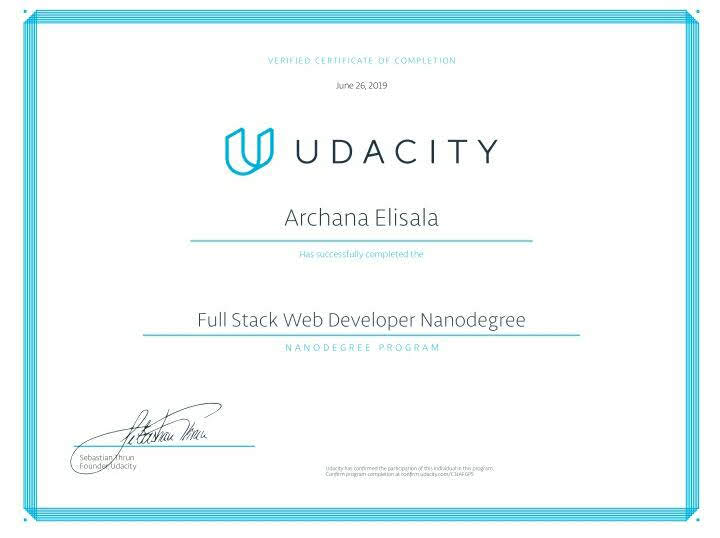 VERIFIED CERTIFICATE OF COMPLETION
June 26, 2019
UDACITY
Archana Elisala
Has successfully completed the
Full Stack Web Developer Nanodegree
NANODEGREE PROGRAM
Sebastian Thrun
Sebastian Thrun
Founder, Udacity
Udacity has confirmed the participation of this individual in this program.
Confirm program completion at confirm.udacity.com/